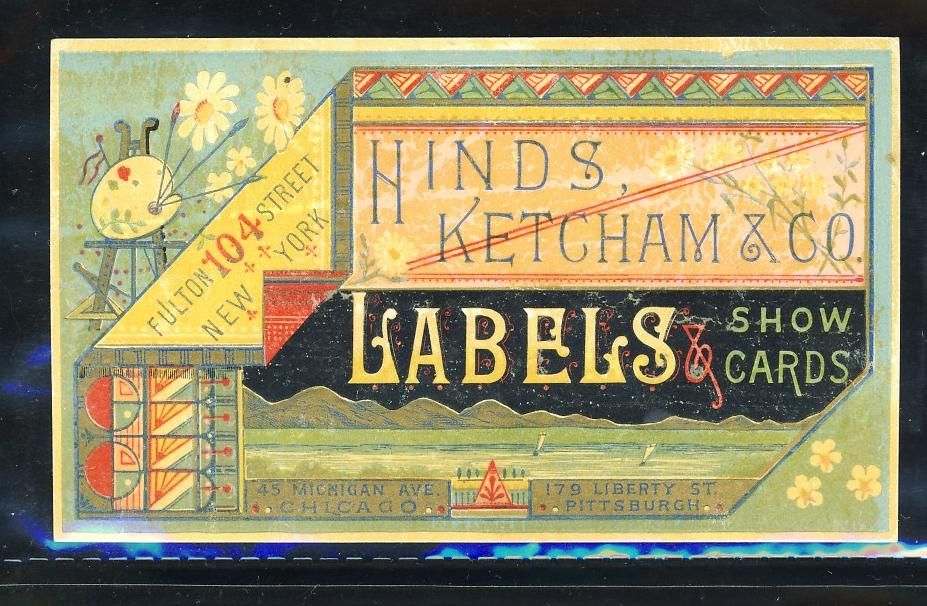 HINDS,
KETCHAM & CO.
FULTON 104 STREET
NEW YORK
LABELS & SHOW CARDS
45 MICHIGAN AVE.
CHICAGO
179 LIBERTY ST.
PITTSBURGH.